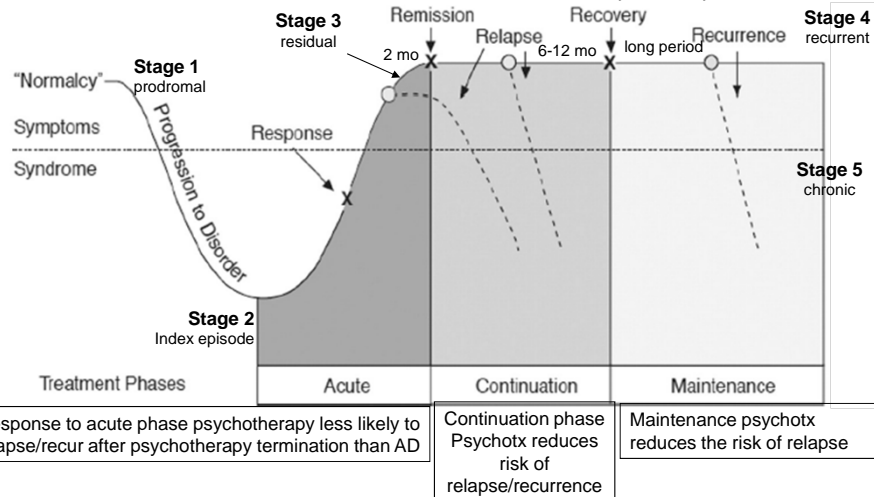 Stage 3
residual
Remission
Recovery
Stage 4
recurrent
Relapse
Recurrence
2 mo
6-12 mo
long period
"Normalcy"
Stage 1
prodromal
Symptoms
Response
Syndrome
Progression to Disorder
Stage 5
chronic
X
X
X
Stage 2
Index episode
Treatment Phases
Acute
Continuation
Maintenance
esponse to acute phase psychotherapy less likely to
apse/recur after psychotherapy termination than AD
Continuation phase
Psychotx reduces
risk of
relapse/recurrence
Maintenance psychotx
reduces the risk of relapse